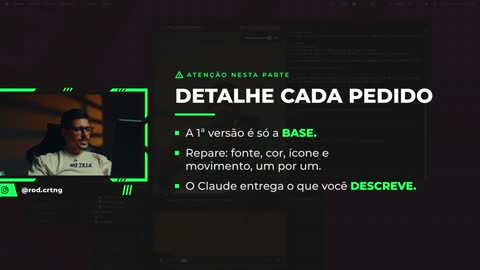 ATENÇÃO NESTA PARTE
DETALHE CADA PEDIDO
A 1ª versão é só a BASE.
Repare: fonte, cor, ícone e
movimento, um por um.
O Claude entrega o que você DESCREVE.
@rod.crtng